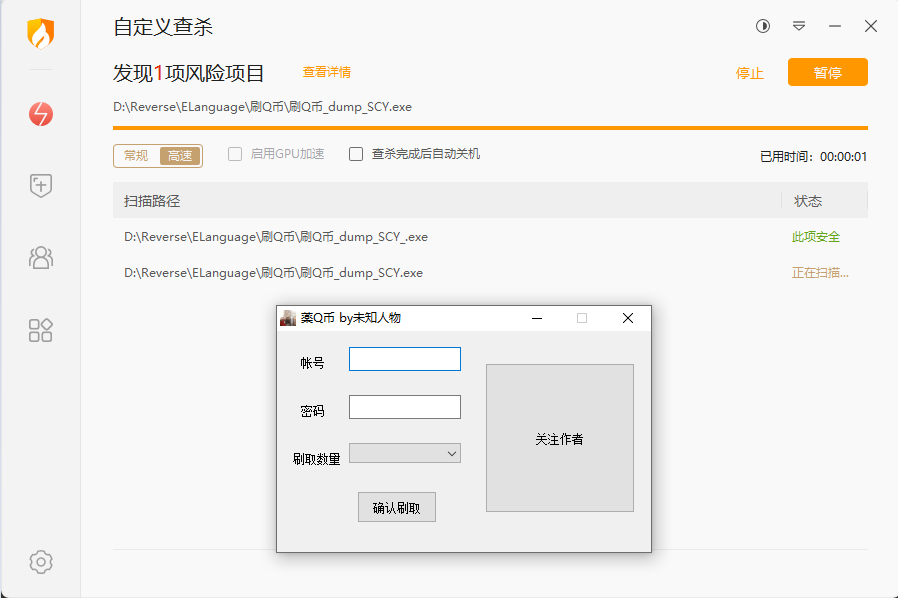 自定义查杀
发现1项风险项目 查看详情 停止 暂停
D:\Reverse\ELanguage\刷Q币\刷Q币_dump_SCY.exe
常规 高速 启用GPU加速 查杀完成后自动关机 已用时间：00:00:01
扫描路径 状态
D:\Reverse\ELanguage\刷Q币\刷Q币_dump_SCY_.exe 此项安全
D:\Reverse\ELanguage\刷Q币\刷Q币_dump_SCY.exe 正在扫描...
薬Q币 by未知人物
帐号
密码
关注作者
刷取数量
确认刷取